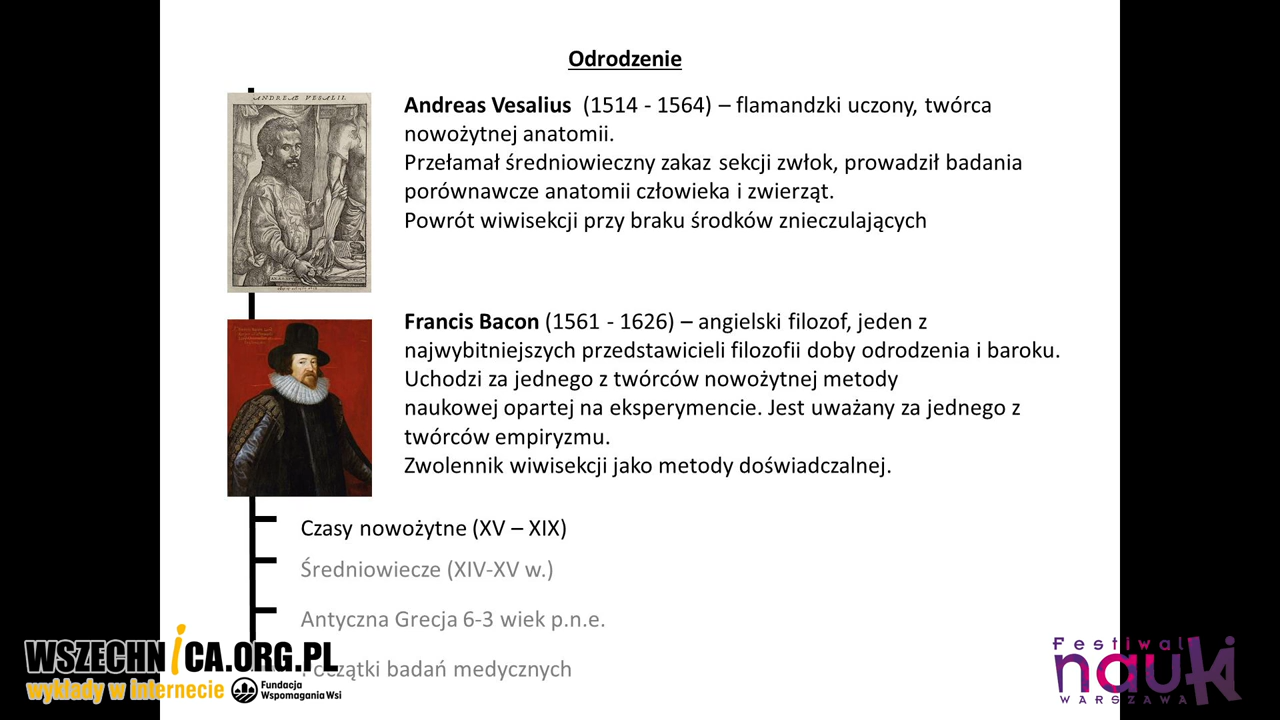 Odrodzenie
ANDREAE VESALII.
Andreas Vesalius (1514 - 1564) – flamandzki uczony, twórca
nowożytnej anatomii.
Przełamał średniowieczny zakaz sekcji zwłok, prowadził badania
porównawcze anatomii człowieka i zwierząt.
Powrót wiwisekcji przy braku środków znieczulających
Francis Bacon (1561 - 1626) – angielski filozof, jeden z
najwybitniejszych przedstawicieli filozofii doby odrodzenia i baroku.
Uchodzi za jednego z twórców nowożytnej metody
naukowej opartej na eksperymencie. Jest uważany za jednego z
twórców empiryzmu.
Zwolennik wiwisekcji jako metody doświadczalnej.
Czasy nowożytne (XV – XIX)
Średniowiecze (XIV-XV w.)
Antyczna Grecja 6-3 wiek p.n.e.
Początki badań medycznych
WSZECHNiCA.ORG.PL
wykłady w internecie
Fundacja
Wspomagania Wsi
Festiwal
nauki
WARSZAWA